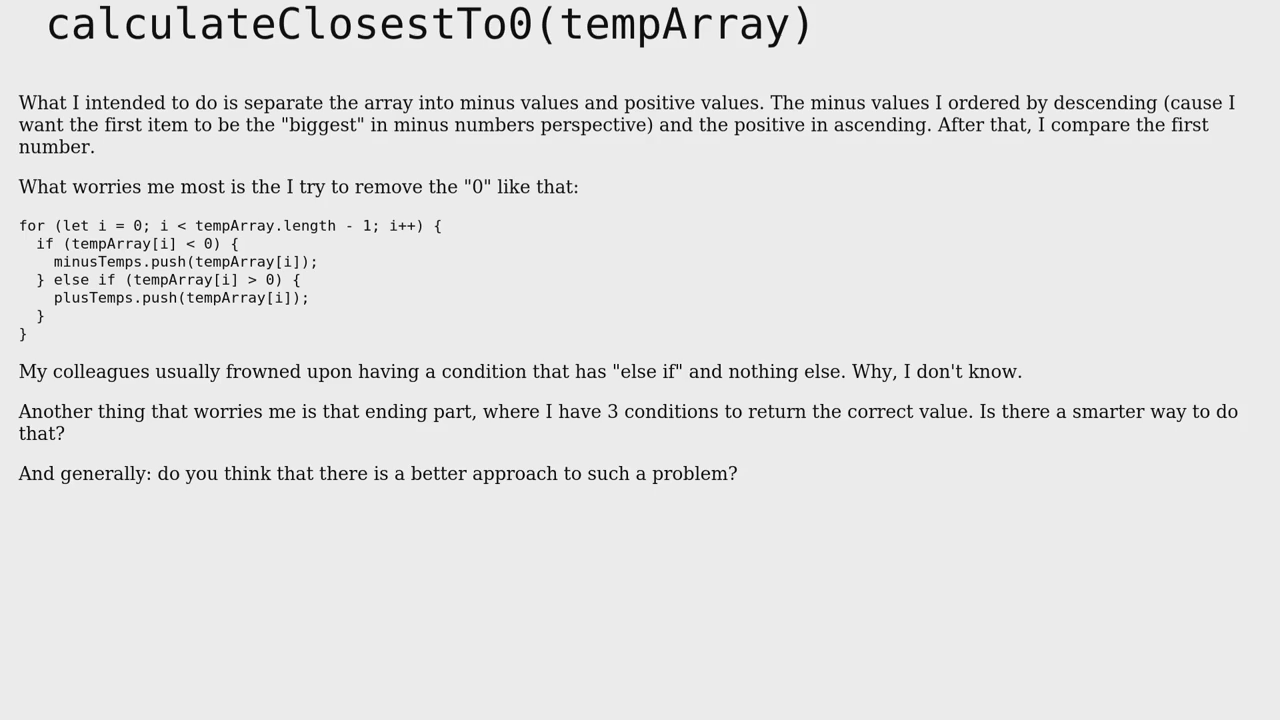 calculateClosestTo0(tempArray)
What I intended to do is separate the array into minus values and positive values. The minus values I ordered by descending (cause I
want the first item to be the "biggest" in minus numbers perspective) and the positive in ascending. After that, I compare the first
number.
What worries me most is the I try to remove the "0" like that:
for (let i = 0; i < tempArray.length - 1; i++) {
  if (tempArray[i] < 0) {
    minusTemps.push(tempArray[i]);
  } else if (tempArray[i] > 0) {
    plusTemps.push(tempArray[i]);
  }
}
My colleagues usually frowned upon having a condition that has "else if" and nothing else. Why, I don't know.
Another thing that worries me is that ending part, where I have 3 conditions to return the correct value. Is there a smarter way to do
that?
And generally: do you think that there is a better approach to such a problem?